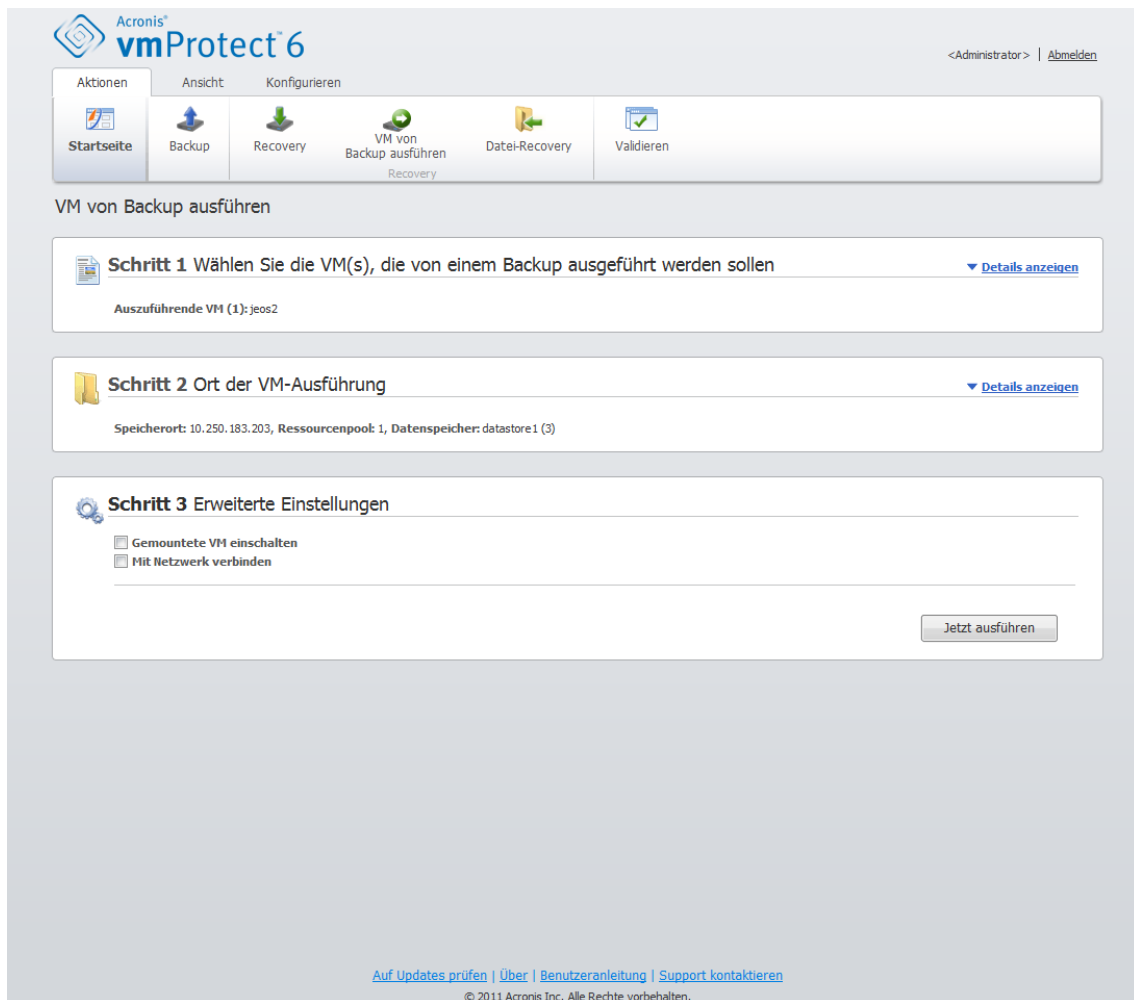 Acronis®
vmProtect™ 6
<Administrator> | Abmelden
Aktionen Ansicht Konfigurieren
Startseite
Backup
Recovery
VM von
Backup ausführen
Datei-Recovery
Validieren
Recovery
VM von Backup ausführen
Schritt 1 Wählen Sie die VM(s), die von einem Backup ausgeführt werden sollen
Details anzeigen
Auszuführende VM (1): jeos2
Schritt 2 Ort der VM-Ausführung
Details anzeigen
Speicherort: 10.250.183.203, Ressourcenpool: 1, Datenspeicher: datastore1 (3)
Schritt 3 Erweiterte Einstellungen
Gemountete VM einschalten
Mit Netzwerk verbinden
Jetzt ausführen
Auf Updates prüfen | Über | Benutzeranleitung | Support kontaktieren
© 2011 Acronis Inc. Alle Rechte vorbehalten.